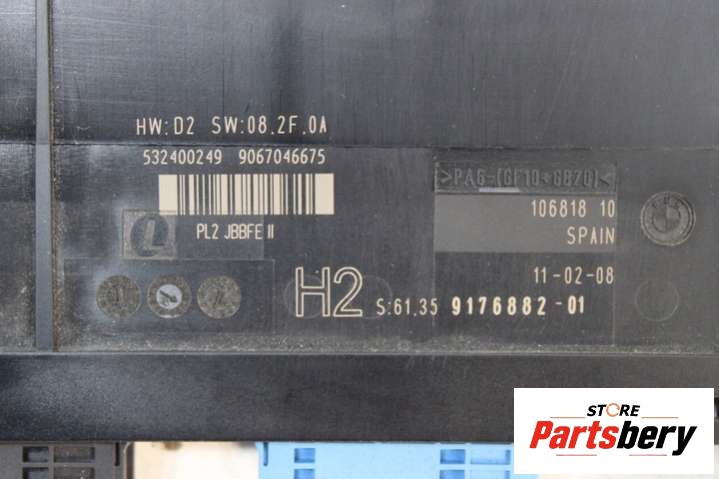 HW:D2 SW:08.2F.0A
532400249 9067046675
PL2 JBBFE II
>PA6-(GF10+GB20)<
106818 10
SPAIN
11-02-08
H2 S:61.35 9176882-01
STORE
Partsbery